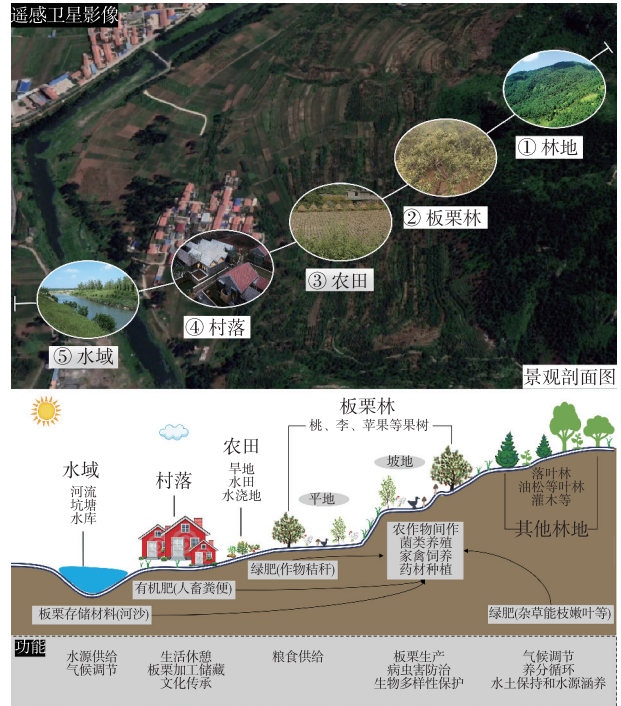 遥感卫星影像
① 林地
② 板栗林
③ 农田
④ 村落
⑤ 水域
景观剖面图
板栗林
桃、李、苹果等果树
农田
旱地
水田
水浇地
水域
河流
坑塘
水库
村落
坡地
平地
落叶林
油松等叶林
灌木等
其他林地
农作物间作
菌类养殖
家禽饲养
药材种植
绿肥(作物秸秆)
有机肥(人畜粪便)
板栗存储材料(河沙)
绿肥(杂草能枝嫩叶等)
功能
水源供给
气候调节
生活休憩
板栗加工储藏
文化传承
粮食供给
板栗生产
病虫害防治
生物多样性保护
气候调节
养分循环
水土保持和水源涵养